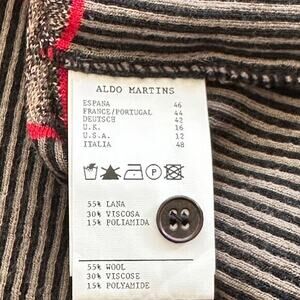 ALDO MARTINS
ESPANA 46
FRANCE/PORTUGAL 44
DEUTSCH 42
U.K. 16
U.S.A. 12
ITALIA 48
P
55% LANA
30% VISCOSA
15% POLIAMIDA
55% WOOL
30% VISCOSE
15% POLYAMIDE